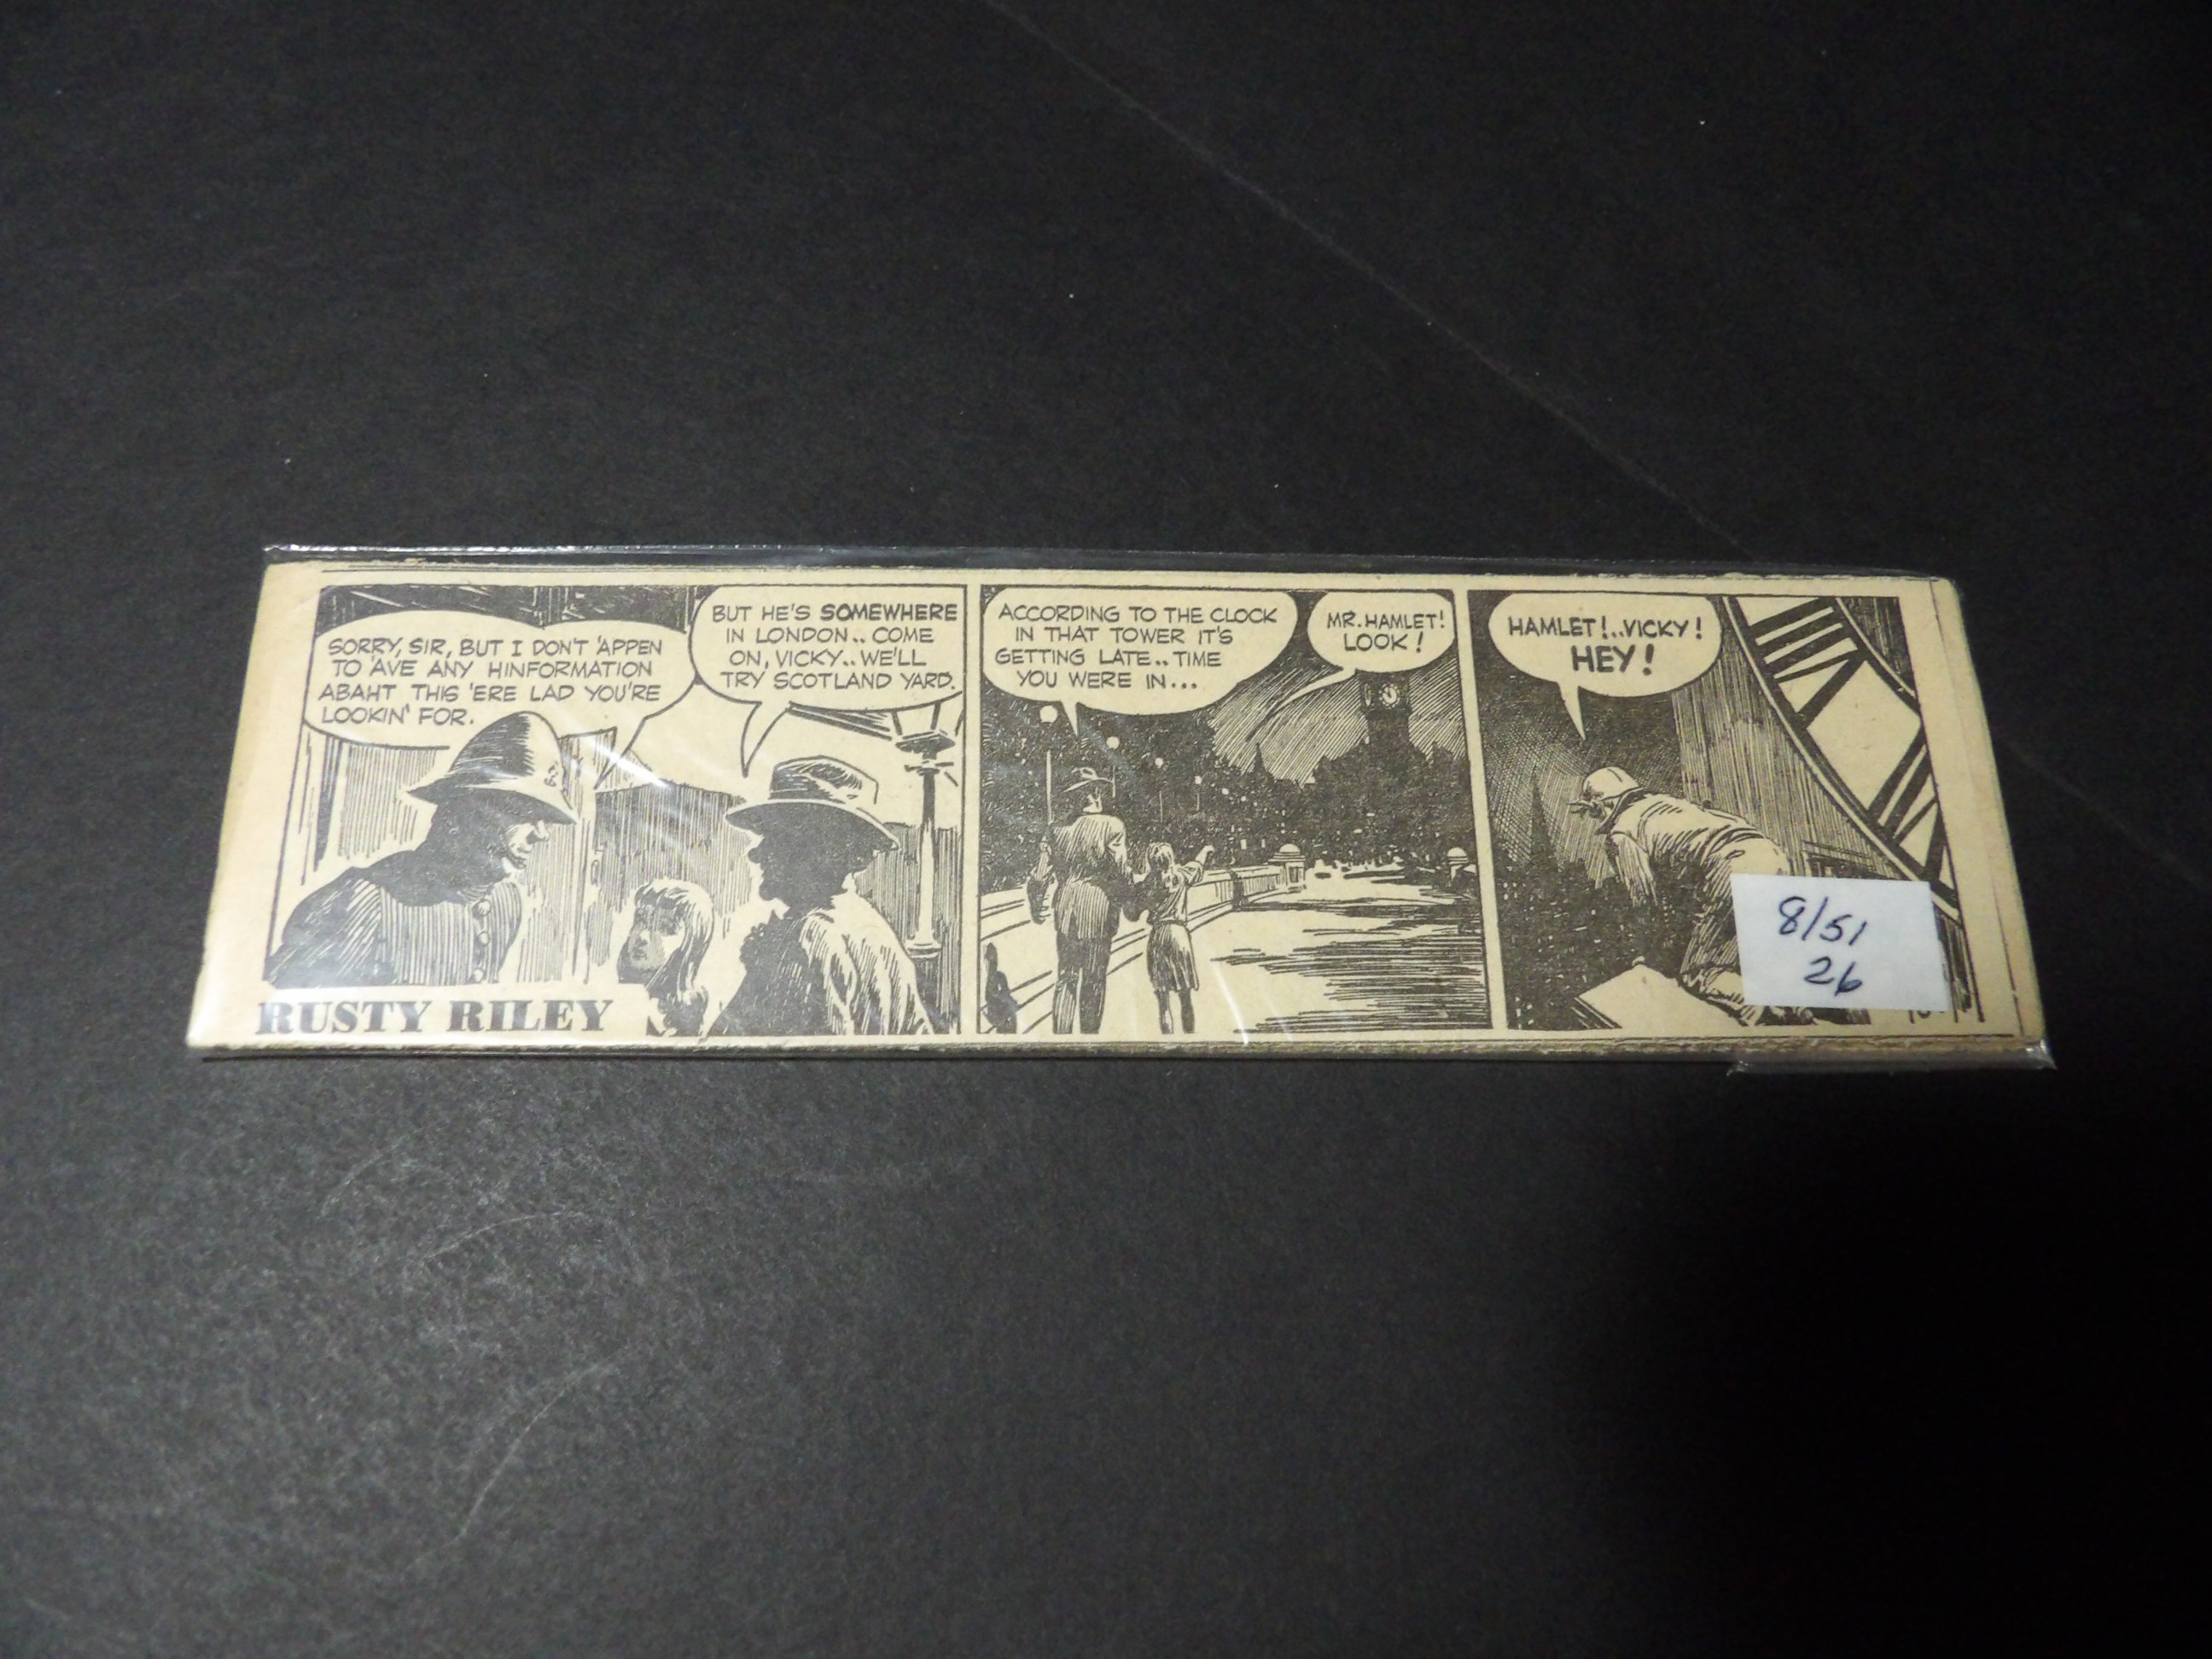 SORRY, SIR, BUT I DON'T 'APPEN
TO 'AVE ANY HINFORMATION
ABAHT THIS 'ERE LAD YOU'RE
LOOKIN' FOR.
BUT HE'S SOMEWHERE
IN LONDON.. COME
ON, VICKY.. WE'LL
TRY SCOTLAND YARD.
RUSTY RILEY
ACCORDING TO THE CLOCK
IN THAT TOWER IT'S
GETTING LATE.. TIME
YOU WERE IN...
MR. HAMLET!
LOOK!
HAMLET!..VICKY!
HEY!
8/51
26